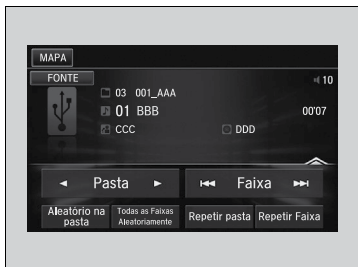 MAPA
FONTE
10
03 001_AAA
01 BBB
00'07
CCC
DDD
Pasta
Faixa
Aleatório na pasta
Todas as Faixas Aleatoriamente
Repetir pasta
Repetir Faixa